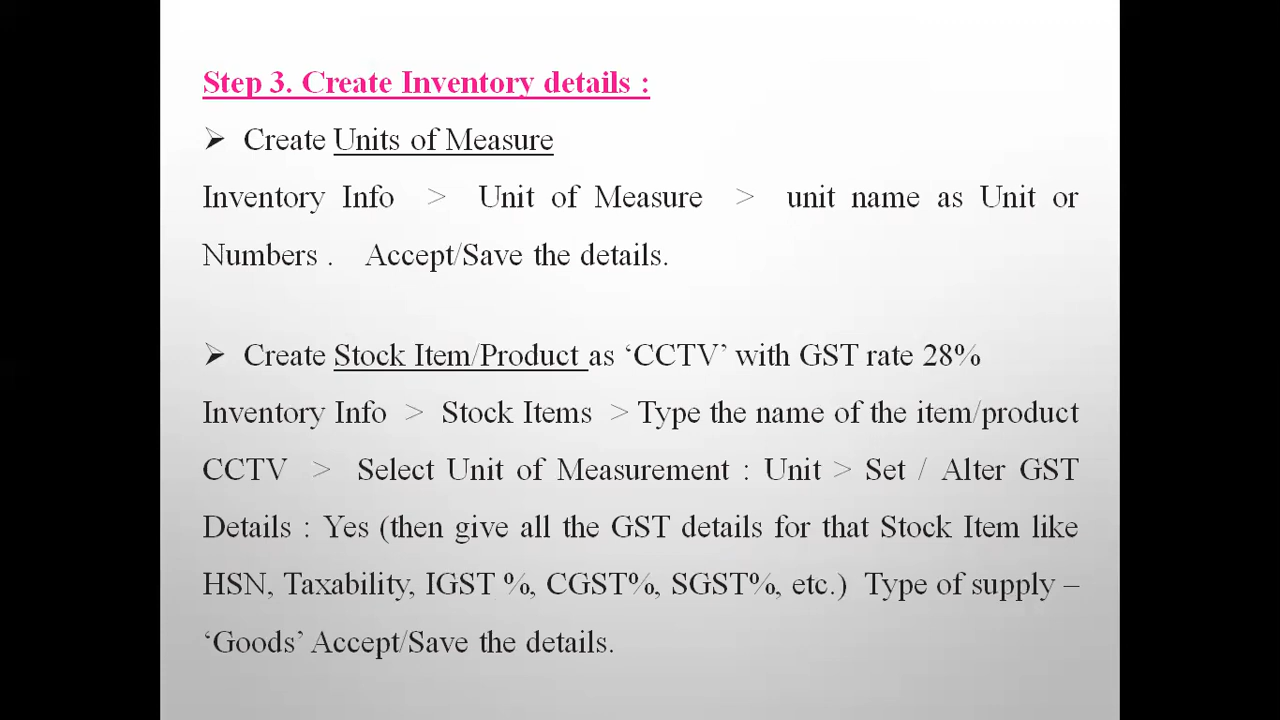 Step 3. Create Inventory details :
➢ Create Units of Measure
Inventory Info > Unit of Measure > unit name as Unit or
Numbers . Accept/Save the details.
➢ Create Stock Item/Product as ‘CCTV’ with GST rate 28%
Inventory Info > Stock Items > Type the name of the item/product
CCTV > Select Unit of Measurement : Unit > Set / Alter GST
Details : Yes (then give all the GST details for that Stock Item like
HSN, Taxability, IGST %, CGST%, SGST%, etc.) Type of supply –
‘Goods’ Accept/Save the details.